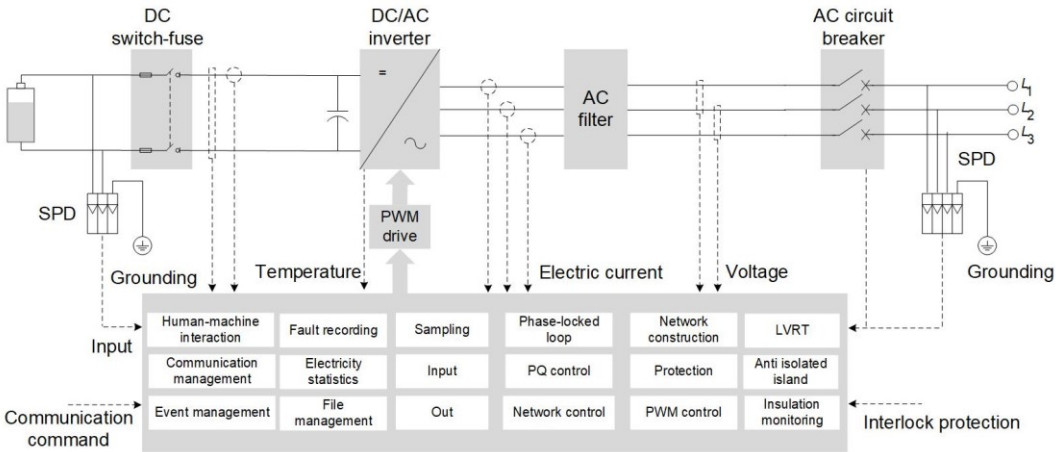 DC
switch-fuse
DC/AC
inverter
AC circuit
breaker
=
AC
filter
L1
L2
L3
SPD
SPD
PWM
drive
Grounding
Temperature
Electric current
Voltage
Grounding
Human-machine
interaction
Fault recording
Sampling
Phase-locked
loop
Network
construction
LVRT
Input
Communication
management
Electricity
statistics
Input
PQ control
Protection
Anti isolated
island
Event management
File
management
Out
Network control
PWM control
Insulation
monitoring
Communication
command
Interlock protection